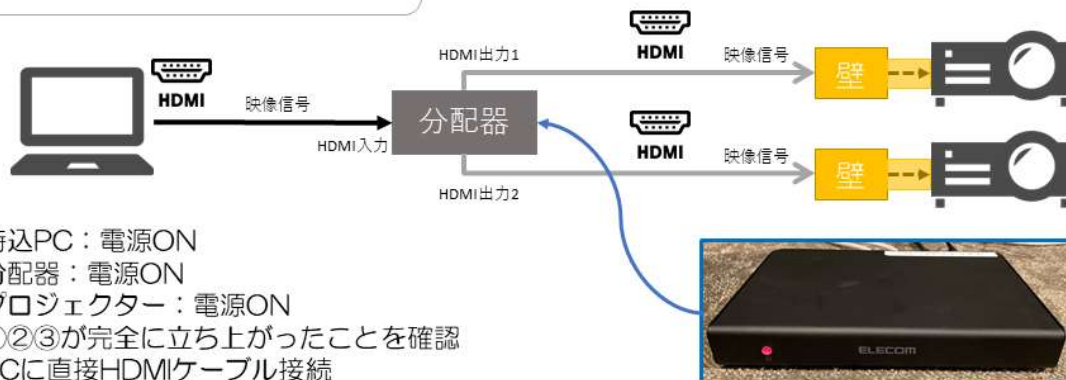 HDMI
映像信号
HDMI入力
分配器
HDMI出力1
HDMI
映像信号
壁
HDMI出力2
HDMI
映像信号
壁
込PC：電源ON
分配器：電源ON
プロジェクター：電源ON
②③が完全に立ち上がったことを確認
Cに直接HDMIケーブル接続
ELECOM